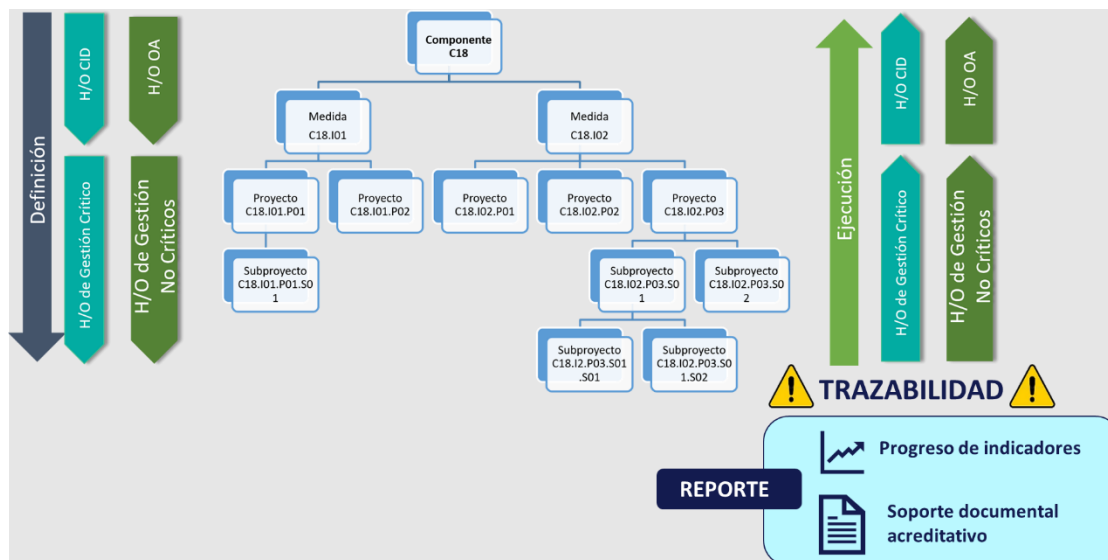 Definición
H/O CID
H/O de Gestión Crítico
H/O OA
H/O de Gestión
No Críticos
Componente
C18
Medida
C18.I01
Medida
C18.I02
Proyecto
C18.I01.P01
Proyecto
C18.I01.P02
Proyecto
C18.I02.P01
Proyecto
C18.I02.P02
Proyecto
C18.I02.P03
Subproyecto
C18.I01.P01.S0
1
Subproyecto
C18.I02.P03.S0
1
Subproyecto
C18.I02.P03.S0
2
Subproyecto
C18.I2.P03.S01
.S01
Subproyecto
C18.I02.P03.S0
1.S02
Ejecución
H/O CID
H/O de Gestión Crítico
H/O OA
H/O de Gestión
No Críticos
TRAZABILIDAD
REPORTE
Progreso de indicadores
Soporte documental
acreditativo